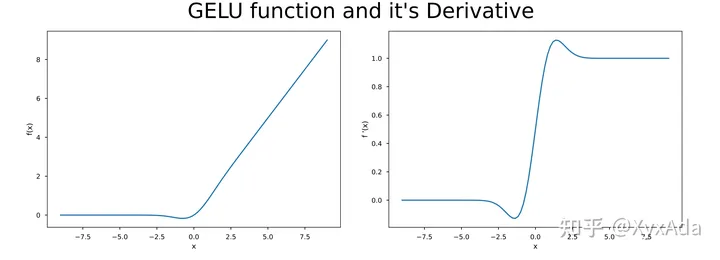 GELU function and it's Derivative
f(x)
8
6
4
2
0
−7.5 −5.0 −2.5 0.0 2.5 5.0 7.5
x
f '(x)
1.0
0.8
0.6
0.4
0.2
0.0
−7.5 −5.0 −2.5 0.0 2.5 5.0 7.5
x
知乎 @XyxAda